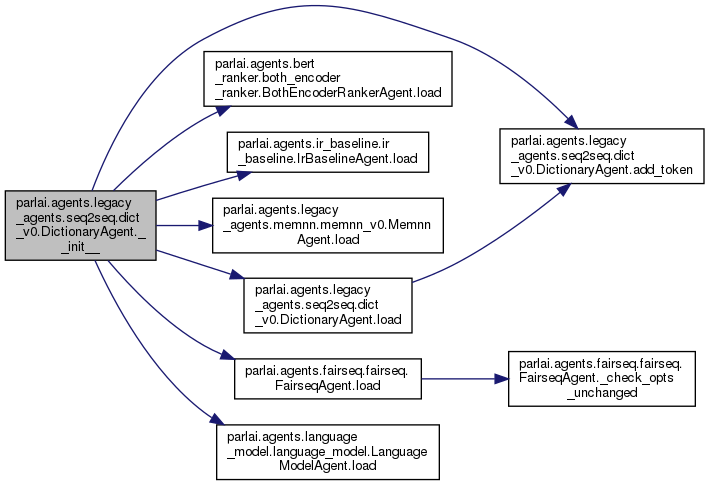 parlai.agents.bert
_ranker.both_encoder
_ranker.BothEncoderRankerAgent.load
parlai.agents.ir_baseline.ir
_baseline.IrBaselineAgent.load
parlai.agents.legacy
_agents.seq2seq.dict
_v0.DictionaryAgent.add_token
parlai.agents.legacy
_agents.seq2seq.dict
_v0.DictionaryAgent._
_init__
parlai.agents.legacy
_agents.memnn.memnn_v0.Memnn
Agent.load
parlai.agents.legacy
_agents.seq2seq.dict
_v0.DictionaryAgent.load
parlai.agents.fairseq.fairseq.
FairseqAgent.load
parlai.agents.fairseq.fairseq.
FairseqAgent._check_opts
_unchanged
parlai.agents.language
_model.language_model.Language
ModelAgent.load